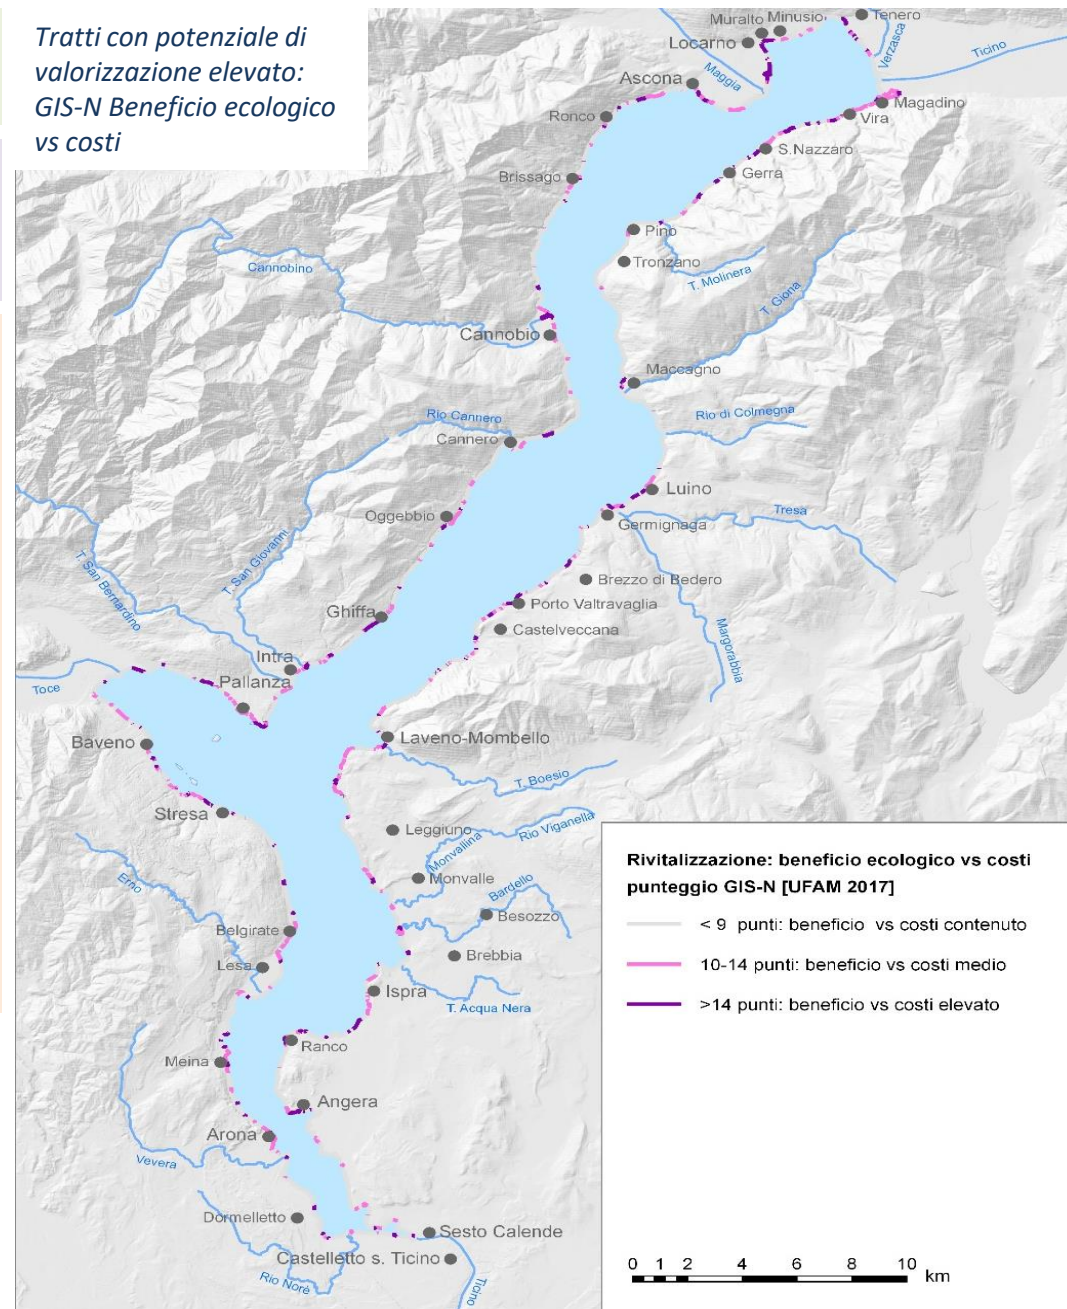 Tratti con potenziale di
valorizzazione elevato:
GIS-N Beneficio ecologico
vs costi
Muralto
Minusio
Tenero
Locarno
Verzasca
Ticino
Maggia
Ascona
Magadino
Ronco
Vira
S.Nazzaro
Gerra
Brissago
Pino
Tronzano
Cannobino
T. Molinera
T. Giona
Cannobio
Maccagno
Rio Cannero
Rio di Colmegna
Cannero
Luino
Oggebbio
Germignaga
Tresa
T. San Giovanni
T. San Bernardino
Brezzo di Bedero
Ghiffa
Porto Valtravaglia
Castelveccana
Margorabbia
Intra
Pallanza
Toce
Baveno
Laveno-Mombello
T. Boesio
Stresa
Leggiuno
Rio Viganella
Monvallina
Erno
Monvalle
Bardello
Besozzo
Belgirate
Brebbia
Lesa
Ispra
T. Acqua Nera
Ranco
Meina
Angera
Arona
Vevera
Dormelletto
Sesto Calende
Castelletto s. Ticino
Rio Norè
Ticino
Rivitalizzazione: beneficio ecologico vs costi
punteggio GIS-N [UFAM 2017]
< 9 punti: beneficio vs costi contenuto
10-14 punti: beneficio vs costi medio
>14 punti: beneficio vs costi elevato
0 1 2 4 6 8 10
km